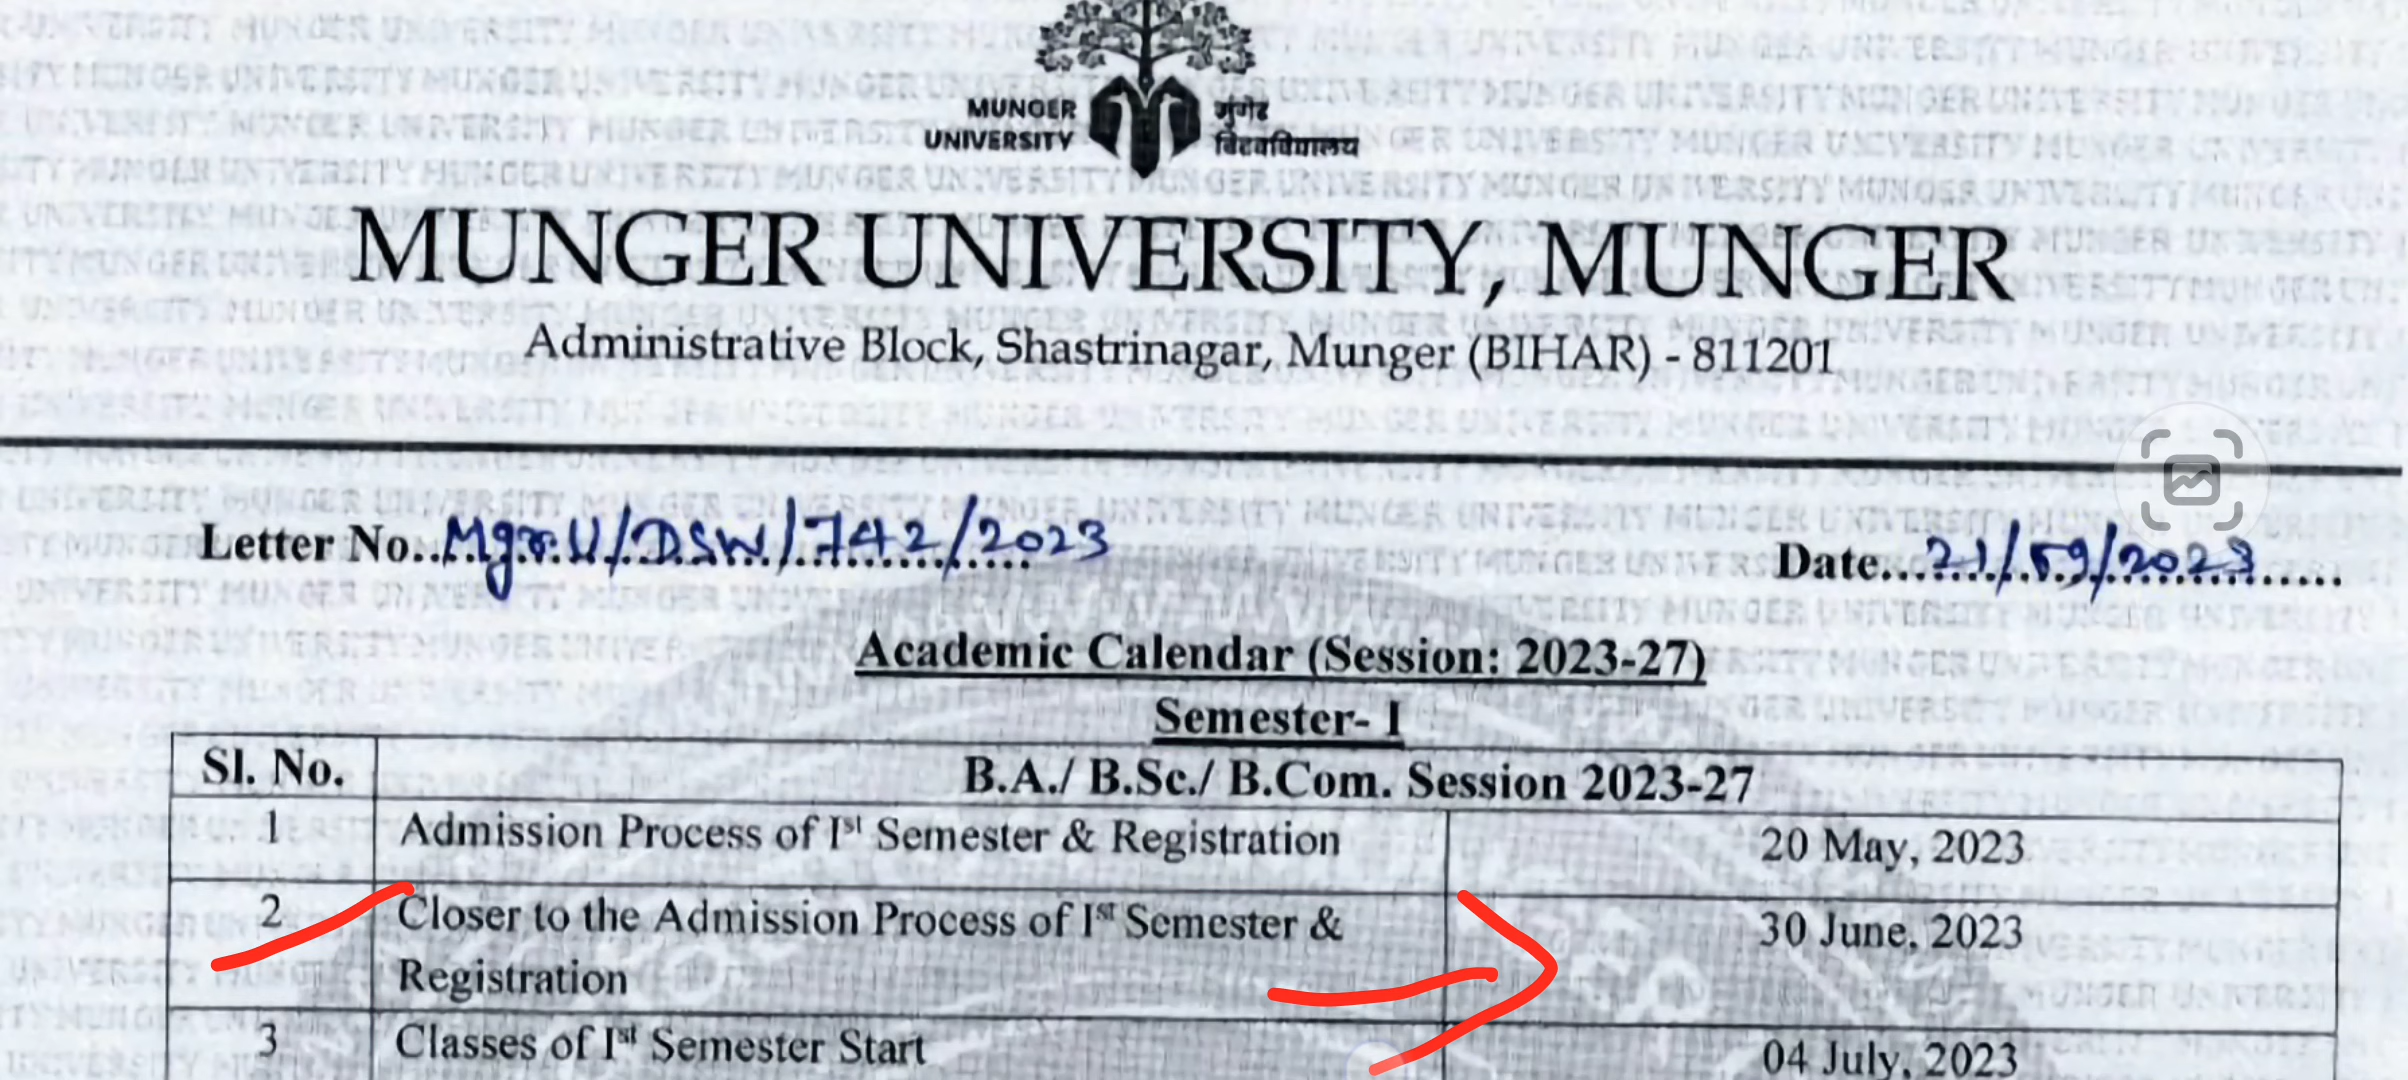 MUNGER मुंगेर
UNIVERSITY विश्वविद्यालय
MUNGER UNIVERSITY, MUNGER
Administrative Block, Shastrinagar, Munger (BIHAR) - 811201
Letter No..MgrU/DSW/742/2023 Date...21/09/2023
Academic Calendar (Session: 2023-27)
Semester- I
Sl. No. B.A./ B.Sc./ B.Com. Session 2023-27
1 Admission Process of Ist Semester & Registration 20 May, 2023
2 Closer to the Admission Process of Ist Semester & 30 June, 2023
Registration
3 Classes of Ist Semester Start 04 July, 2023